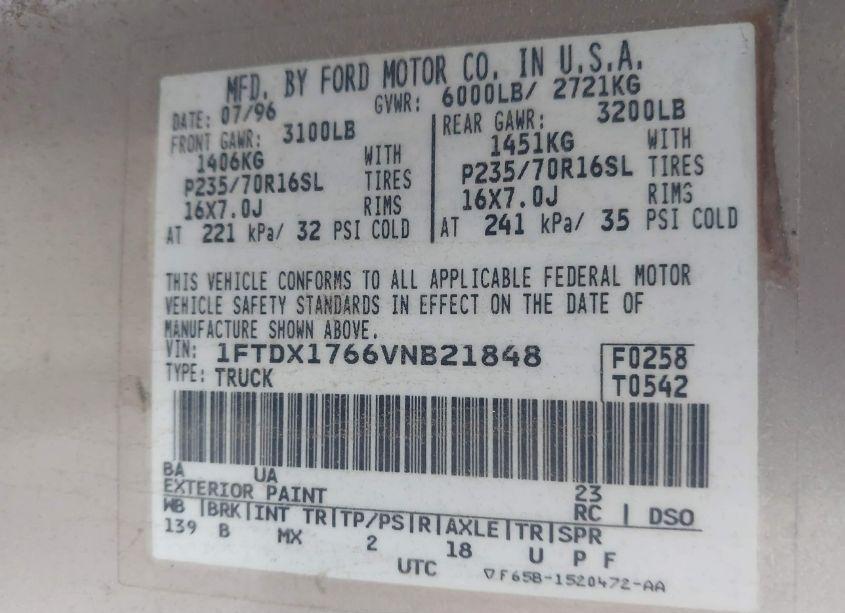 MFD. BY FORD MOTOR CO. IN U.S.A.
DATE: 07/96 GVWR: 6000LB/ 2721KG
FRONT GAWR: 3100LB
1406KG WITH
P235/70R16SL TIRES
16X7.0J RIMS
AT 221 kPa/ 32 PSI COLD
REAR GAWR: 3200LB
1451KG WITH
P235/70R16SL TIRES
16X7.0J RIMS
AT 241 kPa/ 35 PSI COLD
THIS VEHICLE CONFORMS TO ALL APPLICABLE FEDERAL MOTOR
VEHICLE SAFETY STANDARDS IN EFFECT ON THE DATE OF
MANUFACTURE SHOWN ABOVE.
VIN: 1FTDX1766VNB21848
TYPE: TRUCK
F0258
T0542
BA UA 23
EXTERIOR PAINT RC | DSO
WB |BRK|INT TR|TP/PS|R|AXLE|TR|SPR
139 B MX 2 18 U P F
UTC ▽F65B-1520472-AA